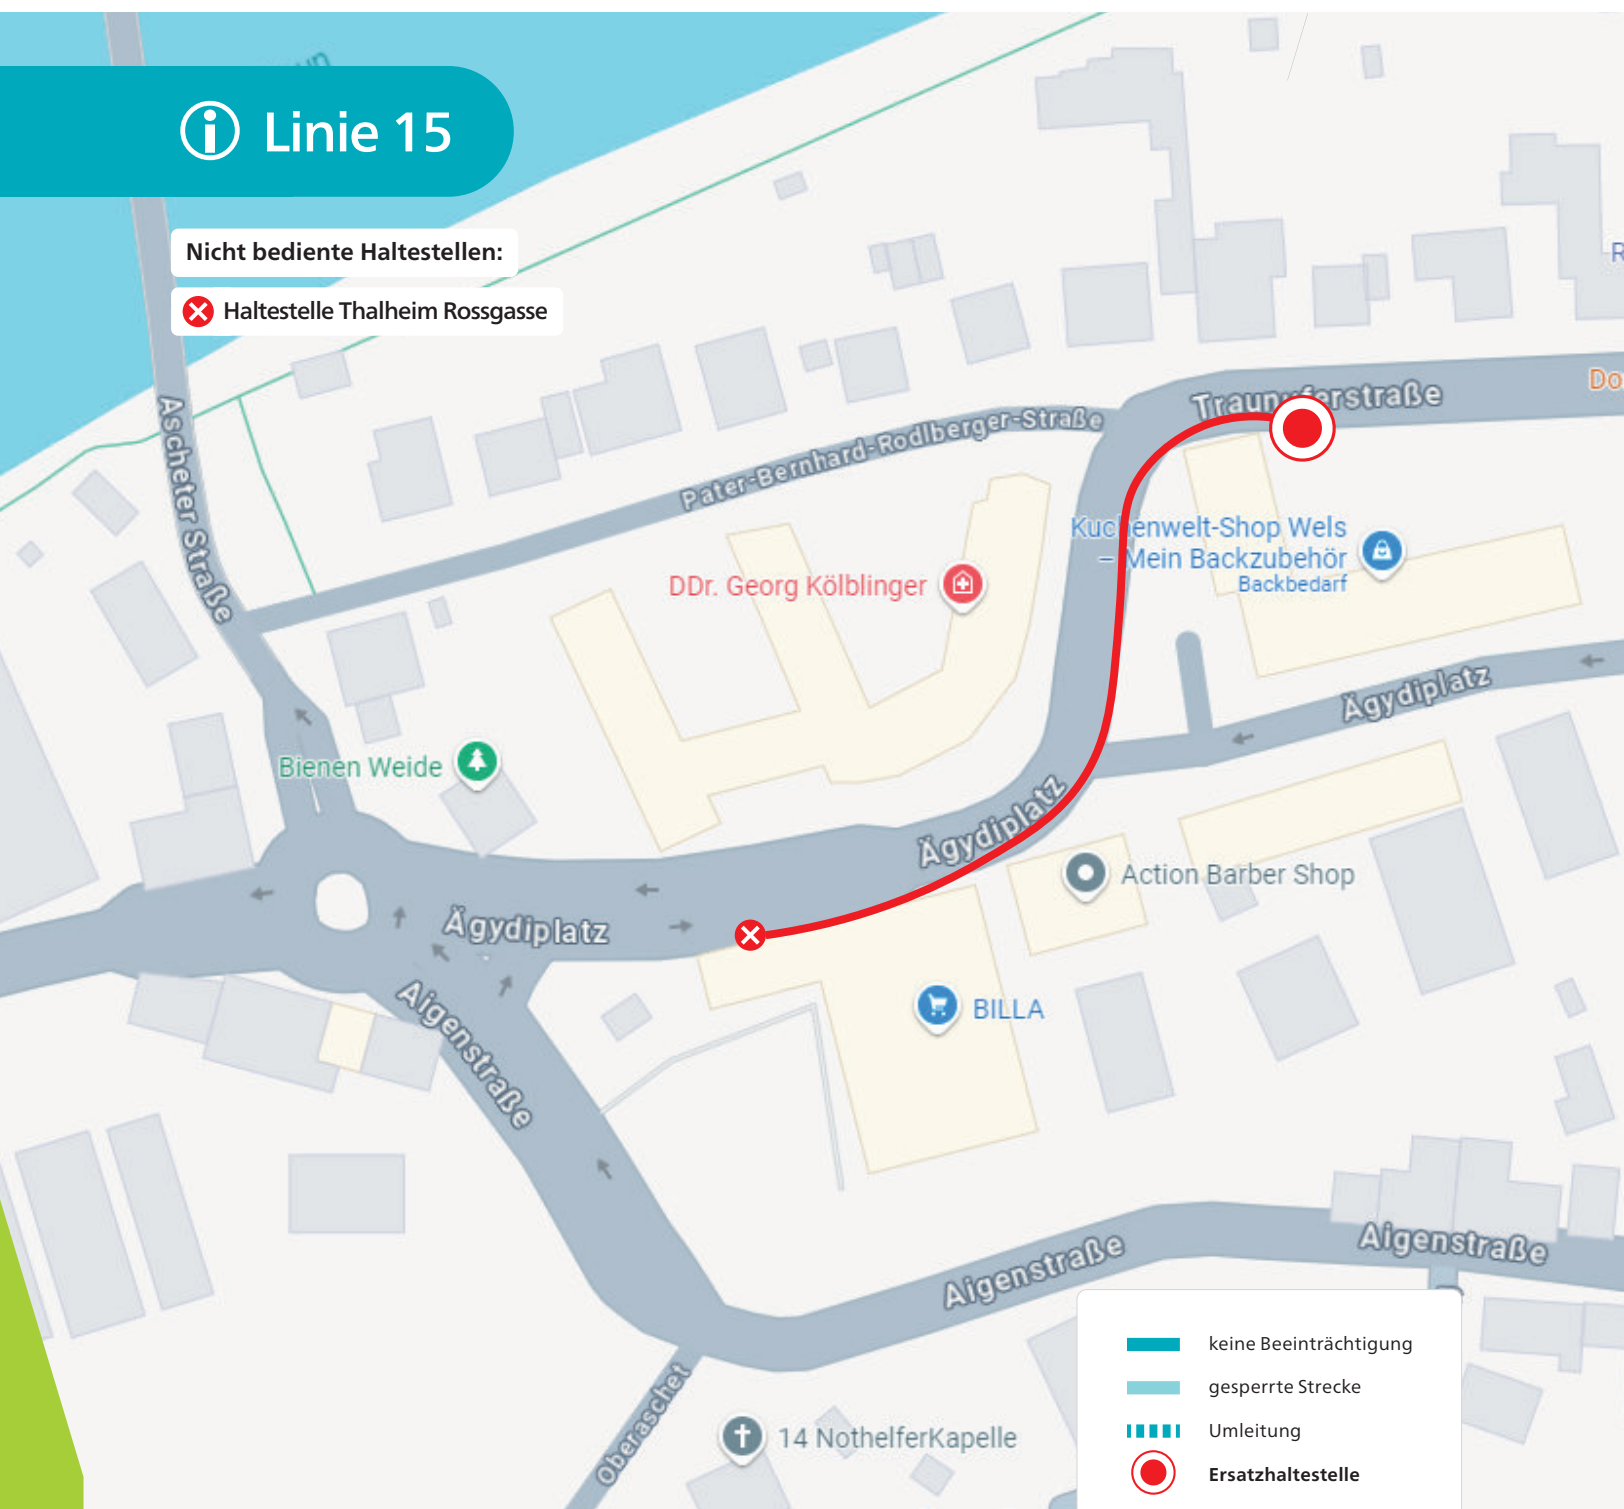 Linie 15
Nicht bediente Haltestellen:
Haltestelle Thalheim Rossgasse
Traunuferstraße
Pater-Bernhard-Rodlberger-Straße
Ascheter Straße
Kuchenwelt-Shop Wels
– Mein Backzubehör
Backbedarf
DDr. Georg Kölblinger
Ägydiplatz
Bienen Weide
Ägydiplatz
Action Barber Shop
Ägydiplatz
BILLA
Aigenstraße
Aigenstraße
Aigenstraße
Oberaschet
14 NothelferKapelle
keine Beeinträchtigung
gesperrte Strecke
Umleitung
Ersatzhaltestelle